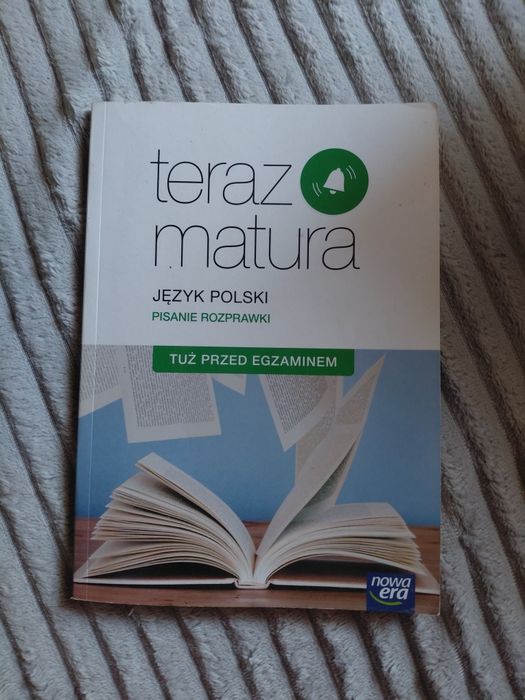 teraz
matura
JĘZYK POLSKI
PISANIE ROZPRAWKI
TUŻ PRZED EGZAMINEM
nowa
era